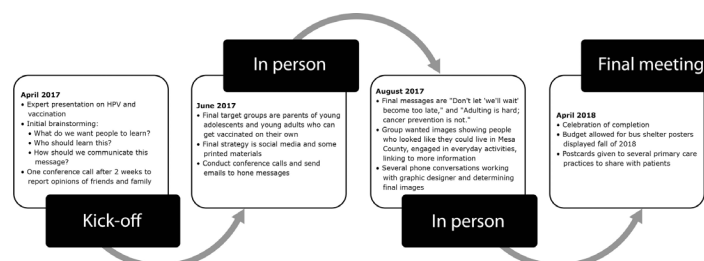 April 2017
• Expert presentation on HPV and
vaccination
• Initial brainstorming:
• What do we want people to learn?
• Who should learn this?
• How should we communicate this
message?
• One conference call after 2 weeks to
report opinions of friends and family
Kick-off
In person
June 2017
• Final target groups are parents of young
adolescents and young adults who can
get vaccinated on their own
• Final strategy is social media and some
printed materials
• Conduct conference calls and send
emails to hone messages
August 2017
• Final messages are "Don't let 'we'll wait'
become too late," and "Adulting is hard;
cancer prevention is not."
• Group wanted images showing people
who looked like they could live in Mesa
County, engaged in everyday activities,
linking to more information
• Several phone conversations working
with graphic designer and determining
final images
In person
Final meeting
April 2018
• Celebration of completion
• Budget allowed for bus shelter posters
displayed fall of 2018
• Postcards given to several primary care
practices to share with patients